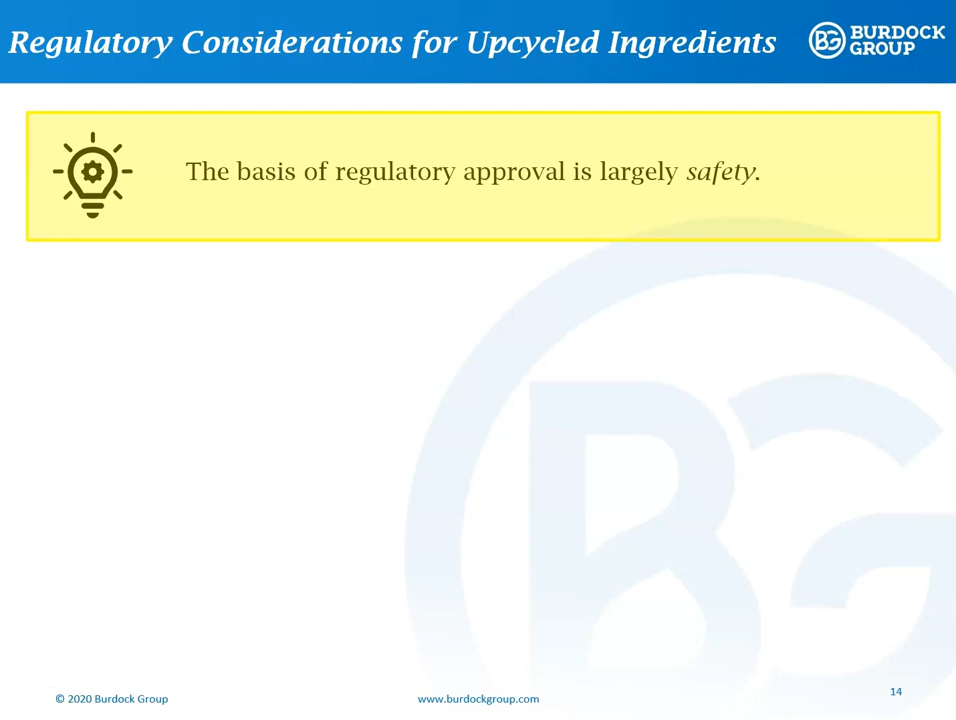 Regulatory Considerations for Upcycled Ingredients
BURDOCK
GROUP
The basis of regulatory approval is largely safety.
© 2020 Burdock Group
www.burdockgroup.com
14